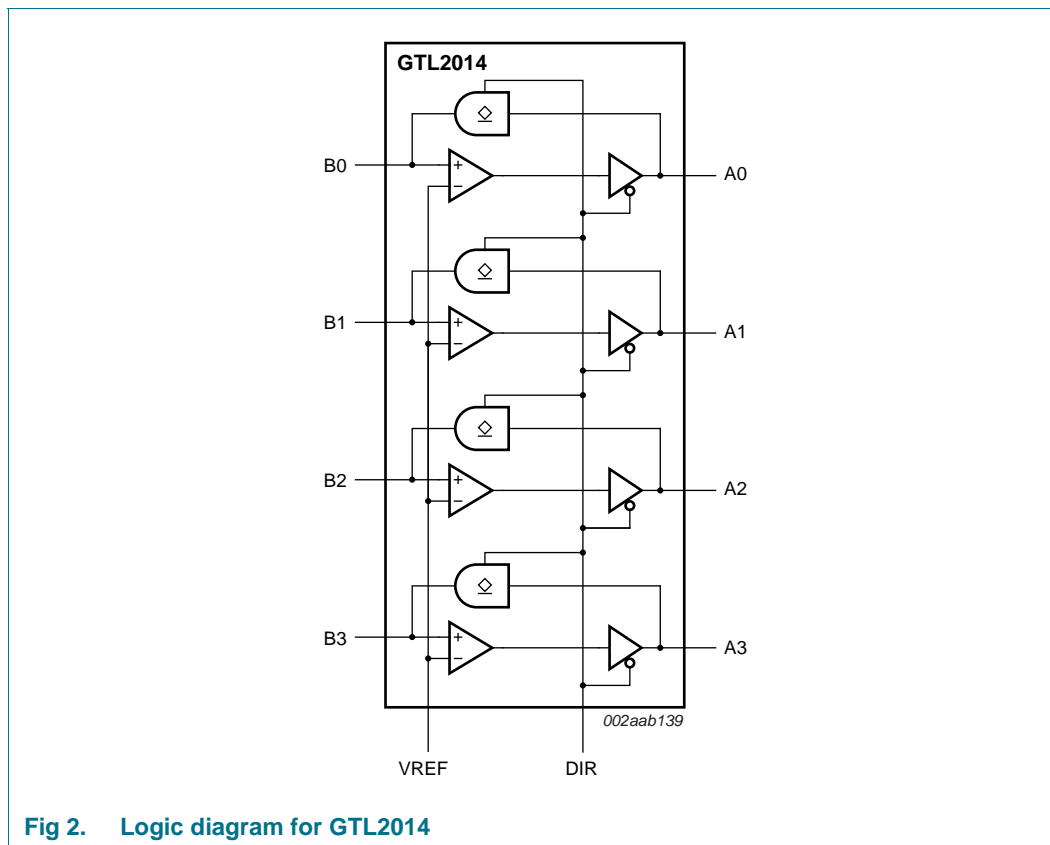 GTL2014
B0
+
−
A0
B1
+
−
A1
B2
+
−
A2
B3
+
−
A3
002aab139
VREF DIR
Fig 2. Logic diagram for GTL2014